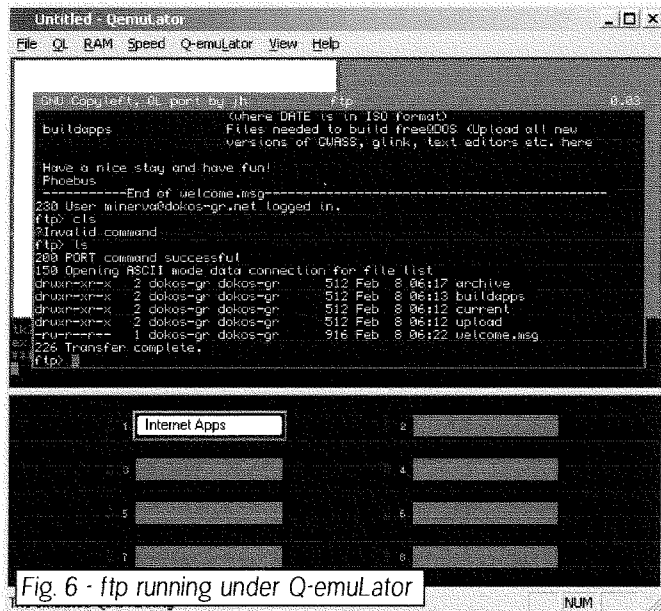 Untitled - QemuLator
File QL RAM Speed Q-emuLator View Help
GNU Copyleft, QL port by jh ftp 0.03
(where DATE is in ISO format)
buildapps Files needed to build free@DOS (Upload all new
versions of GWASS, glink, text editors etc. here
Have a nice stay and have fun!
Phoebus
------------End of welcome.msg------------
230 User minerva@dokos-gr.net logged in.
ftp> cls
?Invalid command
ftp> ls
200 PORT command successful
150 Opening ASCII mode data connection for file list
drwxr-xr-x 2 dokos-gr dokos-gr 512 Feb 8 06:17 archive
drwxr-xr-x 2 dokos-gr dokos-gr 512 Feb 8 06:13 buildapps
drwxr-xr-x 2 dokos-gr dokos-gr 512 Feb 8 06:12 current
drwxr-xr-x 2 dokos-gr dokos-gr 512 Feb 8 06:12 upload
-rw-r--r-- 1 dokos-gr dokos-gr 916 Feb 8 06:22 welcome.msg
226 Transfer complete.
ftp>
1 Internet Apps 2
3 4
5 6
7 8
Fig. 6 - ftp running under Q-emuLator
NUM